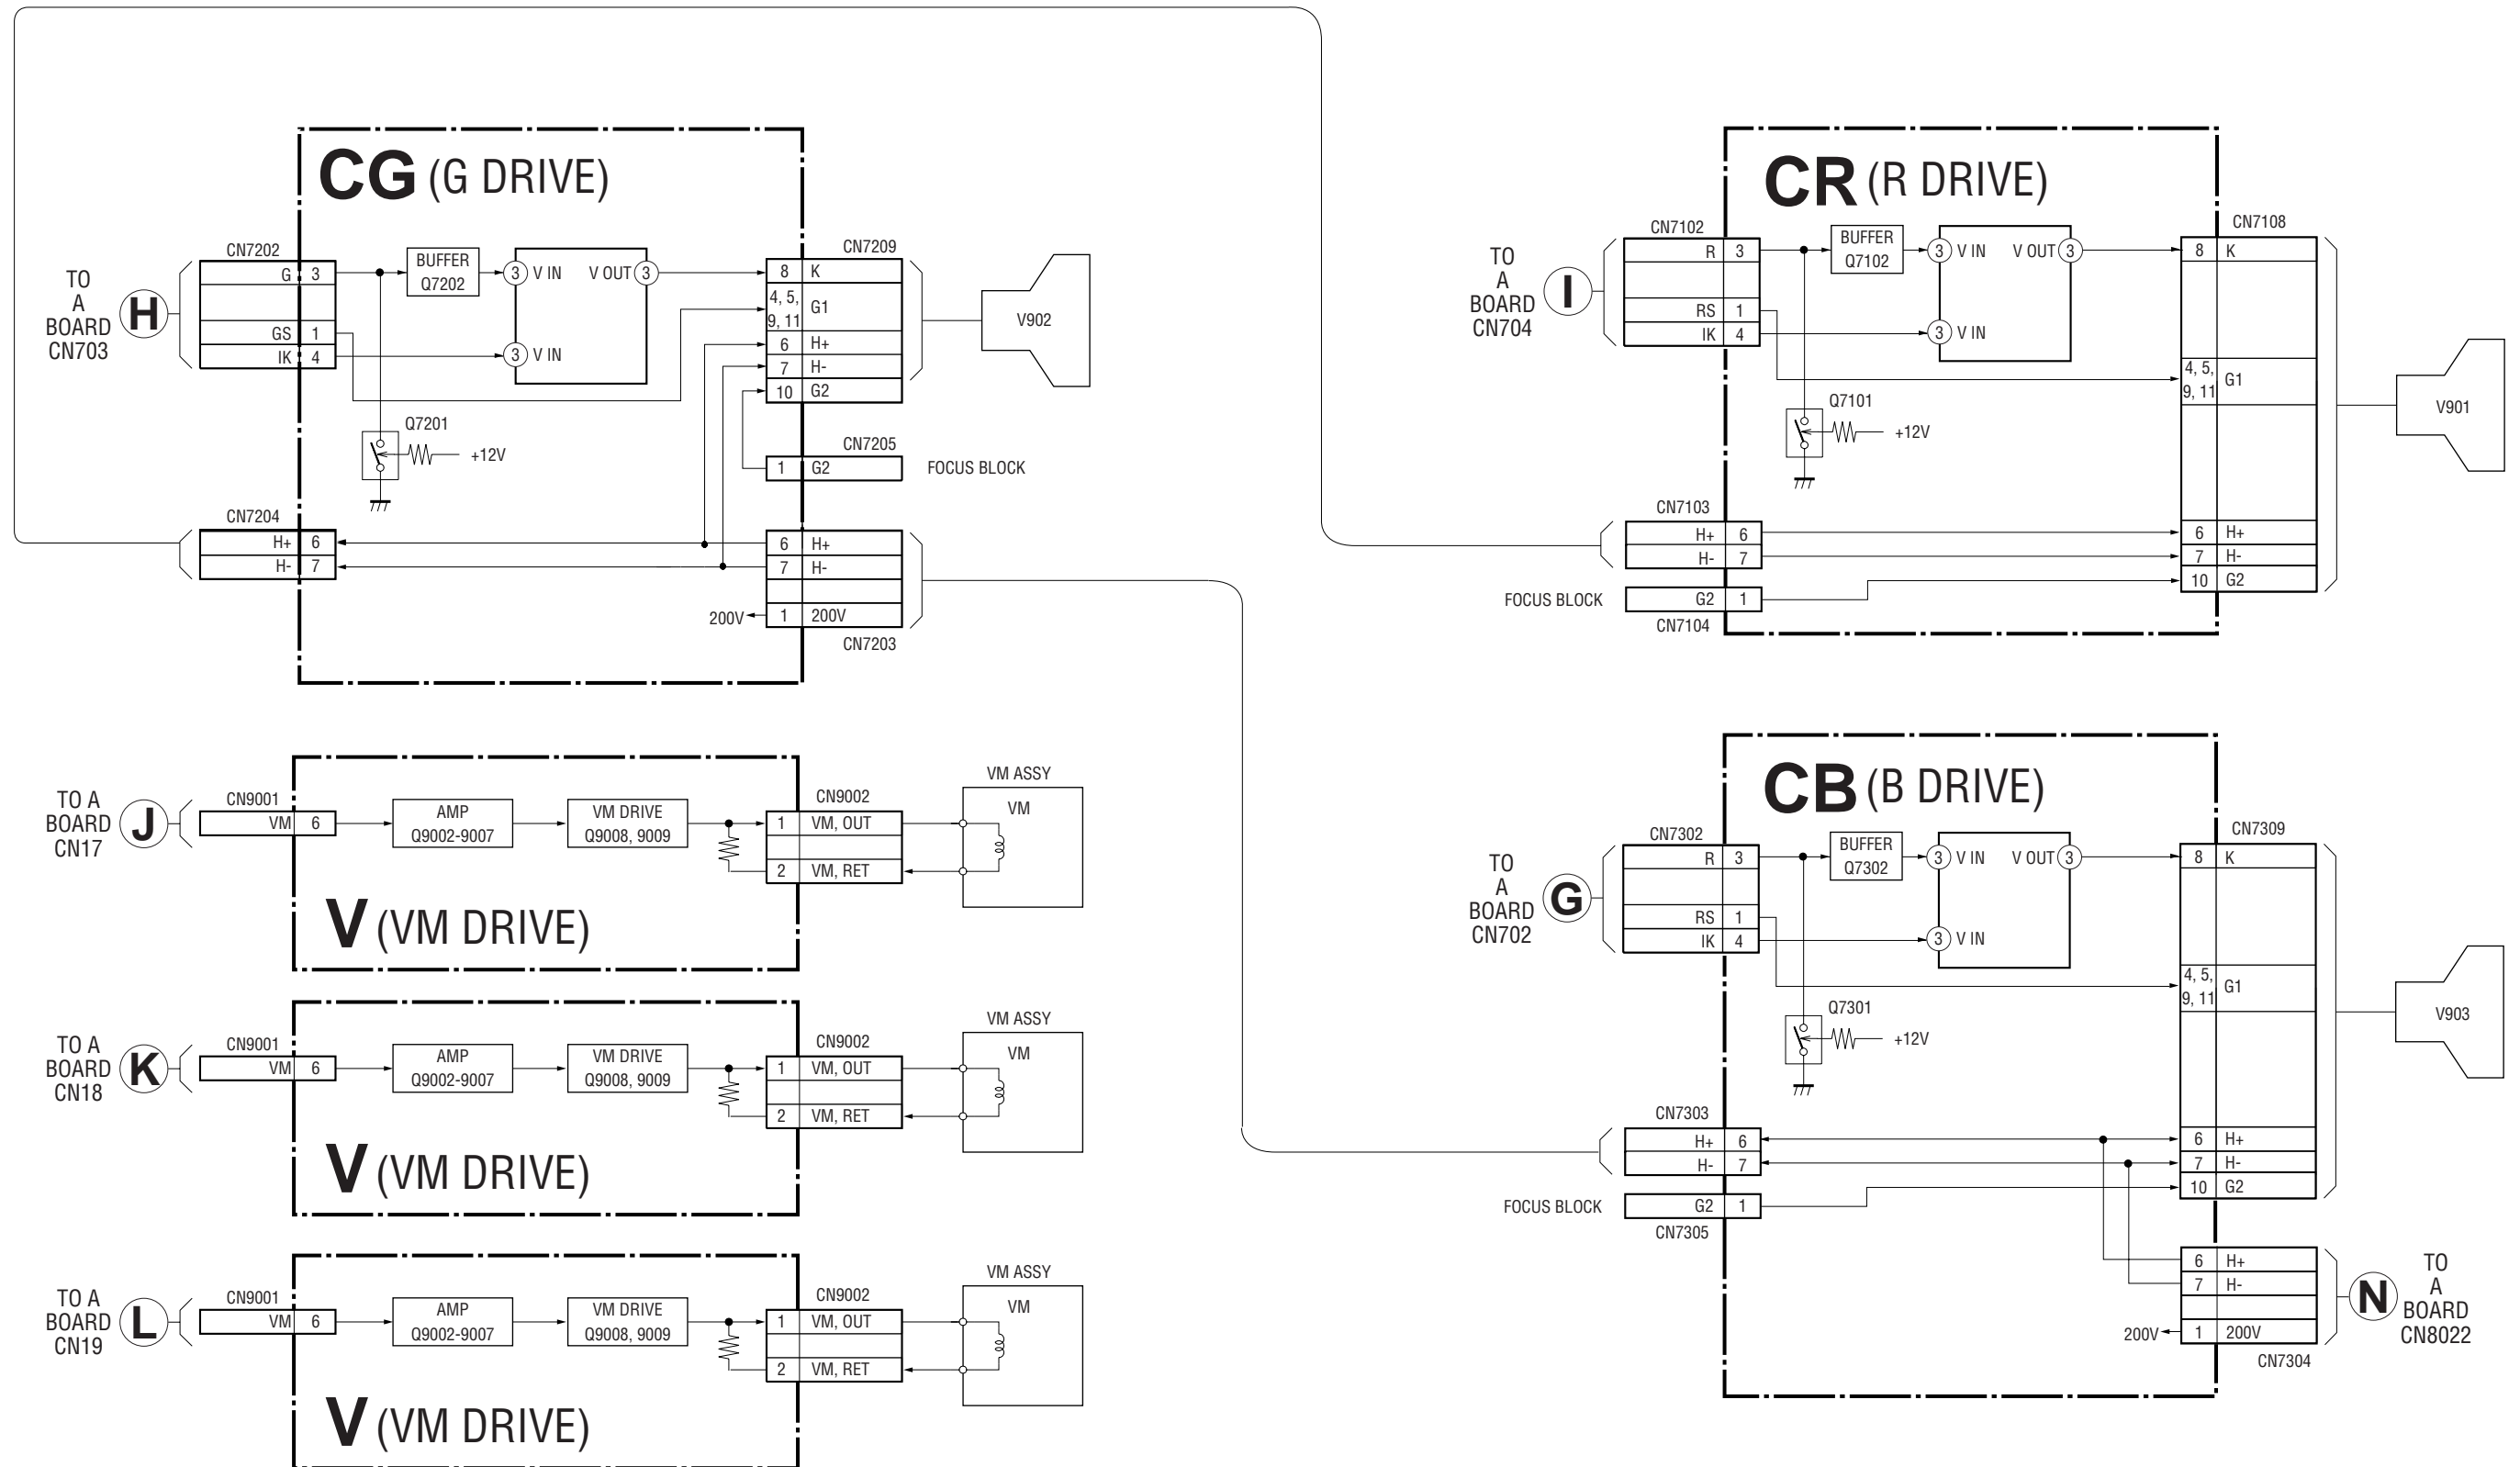 CG (G DRIVE)
TO
A
BOARD
CN703
H
CN7202
G 3
GS 1
IK 4
BUFFER
Q7202
3 V IN
V OUT 3
3 V IN
CN7209
8 K
4, 5,
9, 11
G1
6 H+
7 H-
10 G2
V902
Q7201
+12V
CN7205
1 G2
FOCUS BLOCK
CN7204
H+ 6
H- 7
6 H+
7 H-
200V
1 200V
CN7203
CR (R DRIVE)
TO
A
BOARD
CN704
I
CN7102
R 3
RS 1
IK 4
BUFFER
Q7102
3 V IN
V OUT 3
3 V IN
CN7108
8 K
4, 5,
9, 11
G1
6 H+
7 H-
10 G2
V901
Q7101
+12V
CN7103
H+ 6
H- 7
FOCUS BLOCK
G2 1
CN7104
TO A
BOARD
CN17
J
CN9001
VM 6
AMP
Q9002-9007
VM DRIVE
Q9008, 9009
CN9002
1 VM, OUT
2 VM, RET
VM ASSY
VM
V (VM DRIVE)
TO A
BOARD
CN18
K
CN9001
VM 6
AMP
Q9002-9007
VM DRIVE
Q9008, 9009
CN9002
1 VM, OUT
2 VM, RET
VM ASSY
VM
V (VM DRIVE)
TO A
BOARD
CN19
L
CN9001
VM 6
AMP
Q9002-9007
VM DRIVE
Q9008, 9009
CN9002
1 VM, OUT
2 VM, RET
VM ASSY
VM
V (VM DRIVE)
CB (B DRIVE)
TO
A
BOARD
CN702
G
CN7302
R 3
RS 1
IK 4
BUFFER
Q7302
3 V IN
V OUT 3
3 V IN
CN7309
8 K
4, 5,
9, 11
G1
6 H+
7 H-
10 G2
V903
Q7301
+12V
CN7303
H+ 6
H- 7
FOCUS BLOCK
G2 1
CN7305
6 H+
7 H-
200V
1 200V
CN7304
N
TO
A
BOARD
CN8022